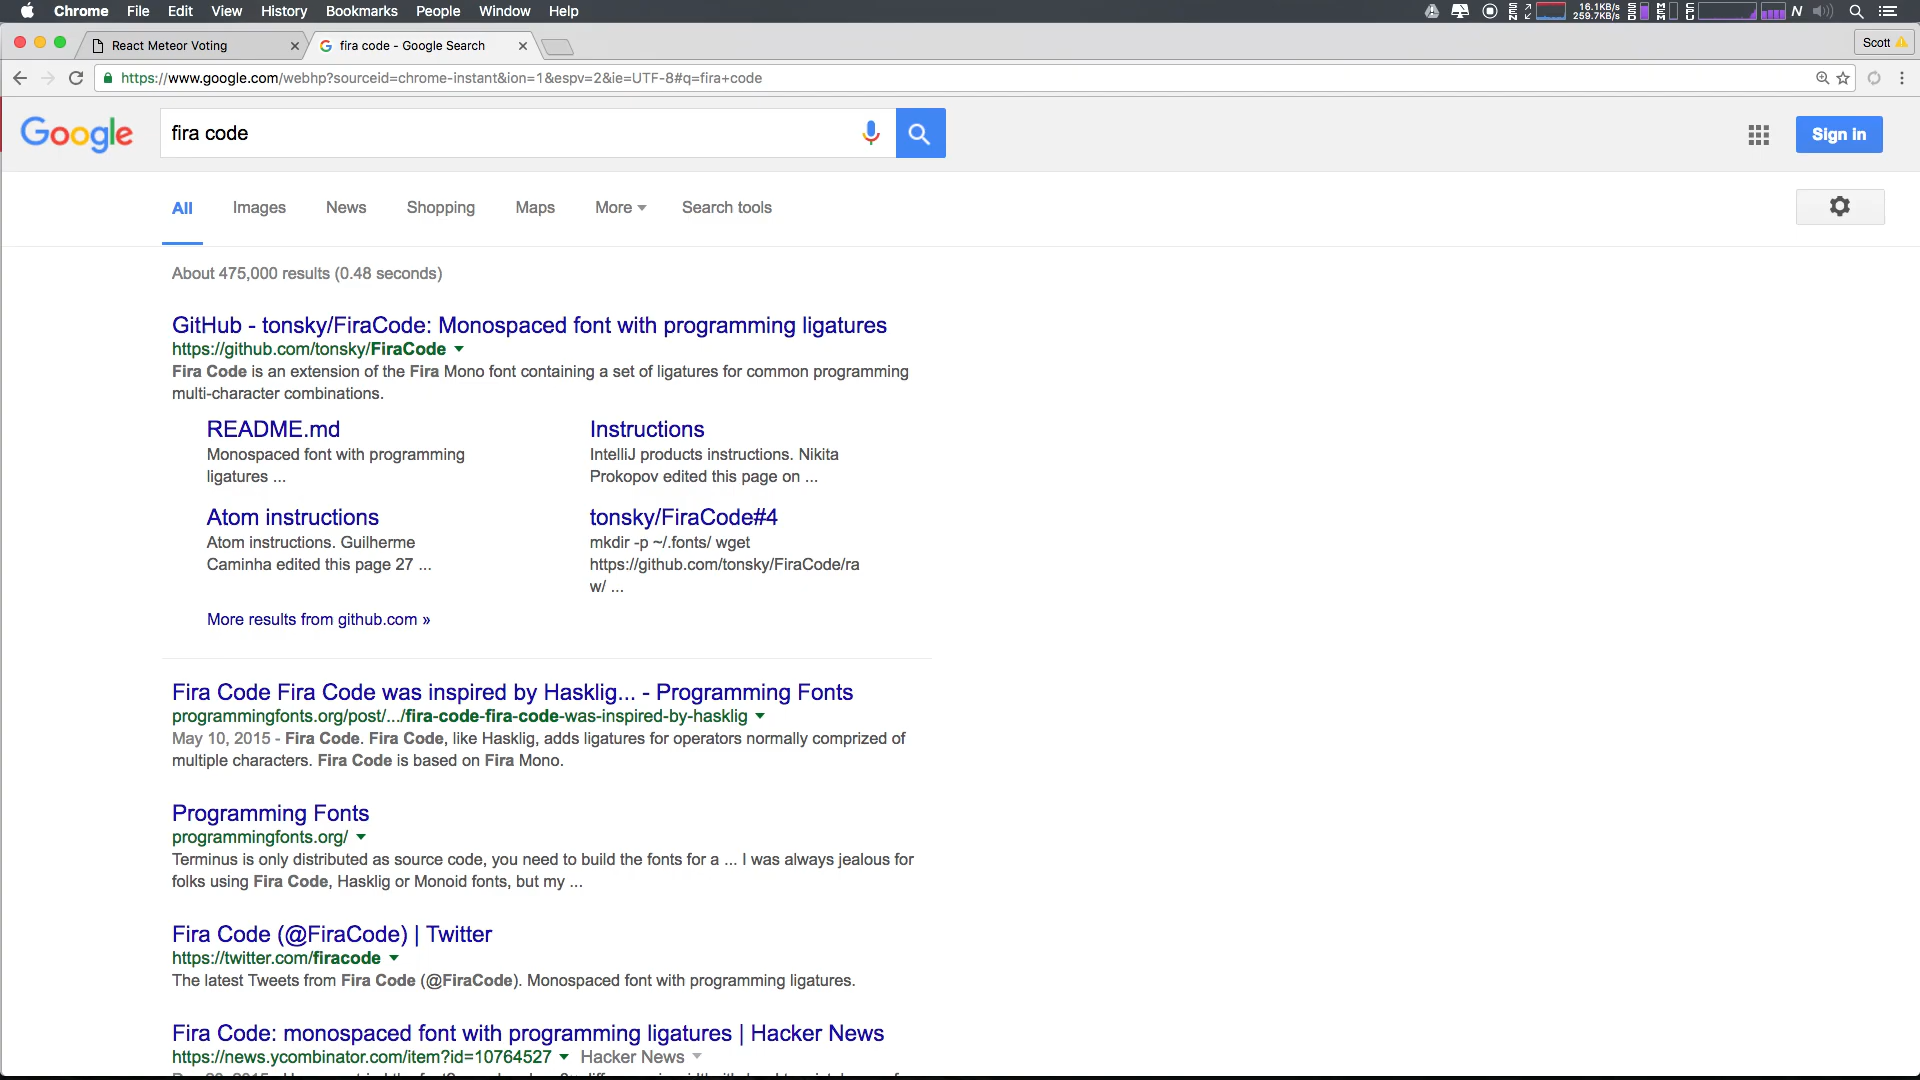 Chrome File Edit View History Bookmarks People Window Help
16.1KB/s
259.7KB/s
React Meteor Voting
fira code - Google Search
Scott
https://www.google.com/webhp?sourceid=chrome-instant&ion=1&espv=2&ie=UTF-8#q=fira+code
Google
fira code
Sign in
All Images News Shopping Maps More Search tools
About 475,000 results (0.48 seconds)
GitHub - tonsky/FiraCode: Monospaced font with programming ligatures
https://github.com/tonsky/FiraCode
Fira Code is an extension of the Fira Mono font containing a set of ligatures for common programming
multi-character combinations.
README.md
Monospaced font with programming
ligatures ...
Instructions
IntelliJ products instructions. Nikita
Prokopov edited this page on ...
Atom instructions
Atom instructions. Guilherme
Caminha edited this page 27 ...
tonsky/FiraCode#4
mkdir -p ~/.fonts/ wget
https://github.com/tonsky/FiraCode/ra
w/ ...
More results from github.com »
Fira Code Fira Code was inspired by Hasklig... - Programming Fonts
programmingfonts.org/post/.../fira-code-fira-code-was-inspired-by-hasklig
May 10, 2015 - Fira Code. Fira Code, like Hasklig, adds ligatures for operators normally comprized of
multiple characters. Fira Code is based on Fira Mono.
Programming Fonts
programmingfonts.org/
Terminus is only distributed as source code, you need to build the fonts for a ... I was always jealous for
folks using Fira Code, Hasklig or Monoid fonts, but my ...
Fira Code (@FiraCode) | Twitter
https://twitter.com/firacode
The latest Tweets from Fira Code (@FiraCode). Monospaced font with programming ligatures.
Fira Code: monospaced font with programming ligatures | Hacker News
https://news.ycombinator.com/item?id=10764527 Hacker News